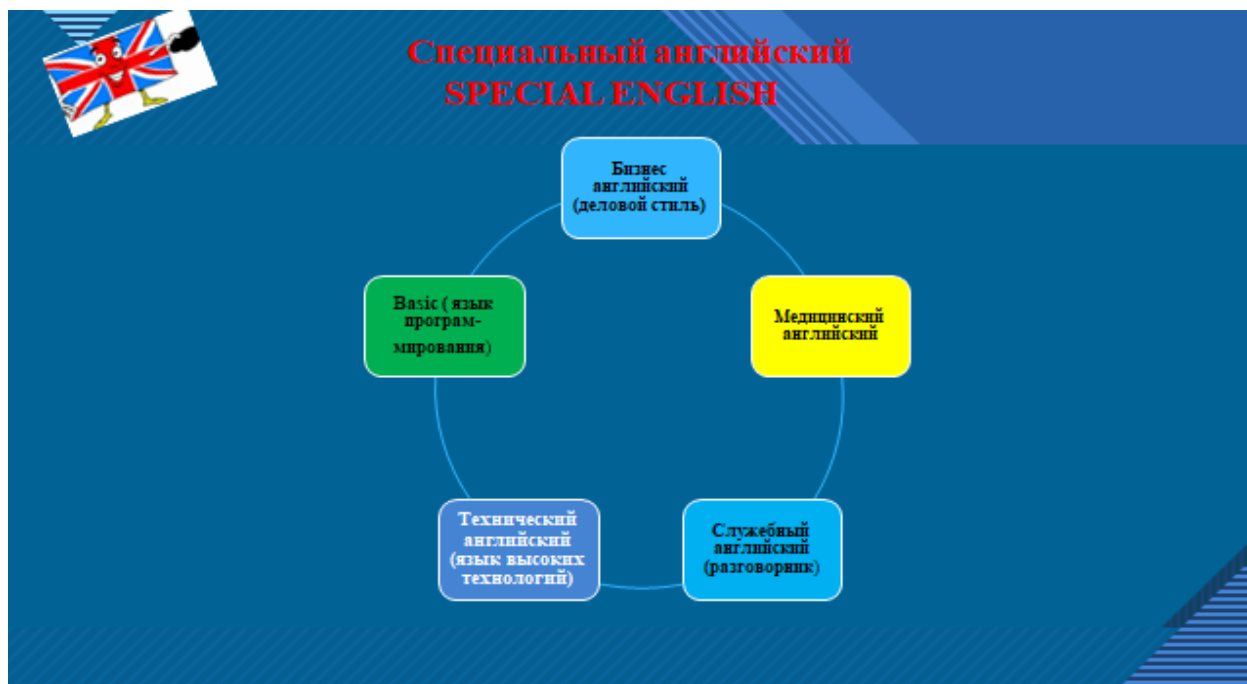 Специальный английский
SPECIAL ENGLISH
Бизнес
английский
(деловой стиль)
Basic ( язык
програм-
мирования)
Медицинский
английский
Технический
английский
(язык высоких
технологий)
Служебный
английский
(разговорник)